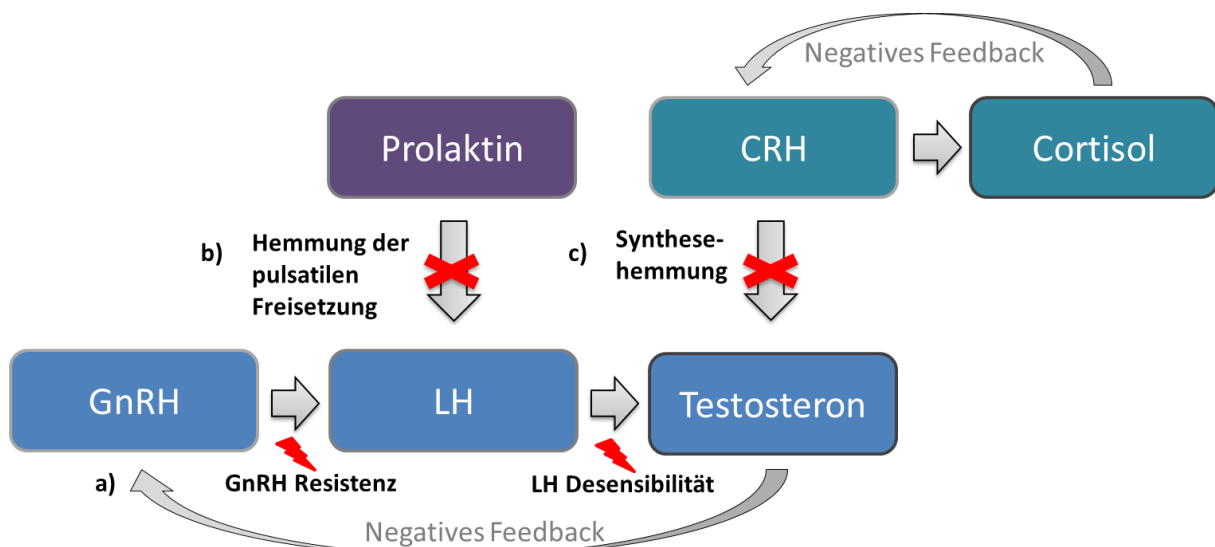 Negatives Feedback
Prolaktin
CRH
Cortisol
b)
Hemmung der
pulsatilen
Freisetzung
c)
Synthese-
hemmung
GnRH
LH
Testosteron
a)
GnRH Resistenz
LH Desensibilität
Negatives Feedback